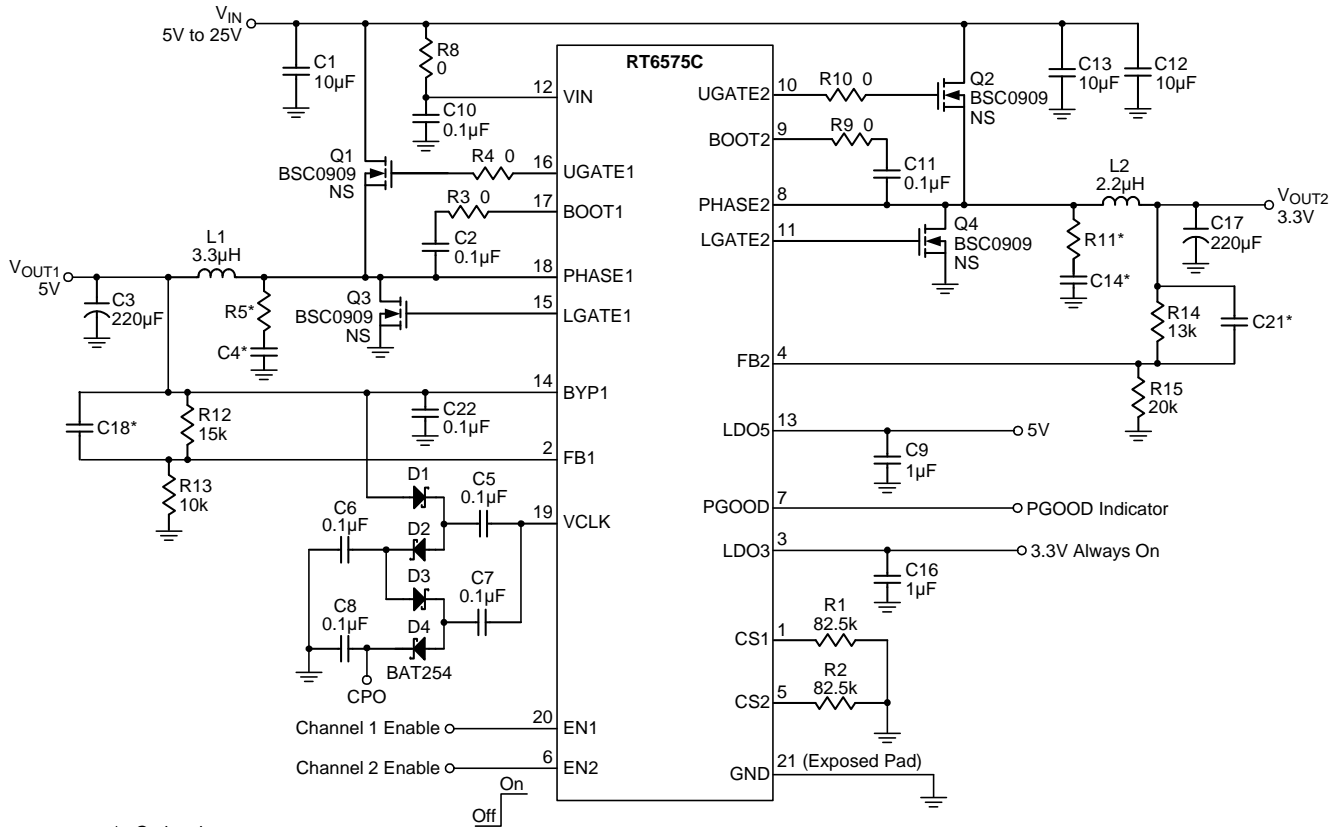 V_IN
5V to 25V
C1
10µF
R8
0
RT6575C
12
VIN
C10
0.1µF
Q1
BSC0909
NS
R4 0
16
UGATE1
R3 0
17
BOOT1
C2
0.1µF
L1
3.3µH
18
PHASE1
V_OUT1
5V
C3
220µF
R5*
C4*
Q3
BSC0909
NS
15
LGATE1
14
BYP1
C22
0.1µF
C18*
R12
15k
2
FB1
R13
10k
D1
C5
0.1µF
19
VCLK
C6
0.1µF
D2
D3
C7
0.1µF
C8
0.1µF
D4
BAT254
CPO
Channel 1 Enable
20
EN1
Channel 2 Enable
6
EN2
On
Off
UGATE2
10
R10 0
Q2
BSC0909
NS
C13
10µF
C12
10µF
BOOT2
9
R9 0
C11
0.1µF
PHASE2
8
L2
2.2µH
V_OUT2
3.3V
C17
220µF
LGATE2
11
Q4
BSC0909
NS
R11*
C14*
R14
13k
C21*
FB2
4
R15
20k
LDO5
13
5V
C9
1µF
PGOOD
7
PGOOD Indicator
LDO3
3
3.3V Always On
C16
1µF
CS1
1
R1
82.5k
CS2
5
R2
82.5k
GND
21 (Exposed Pad)